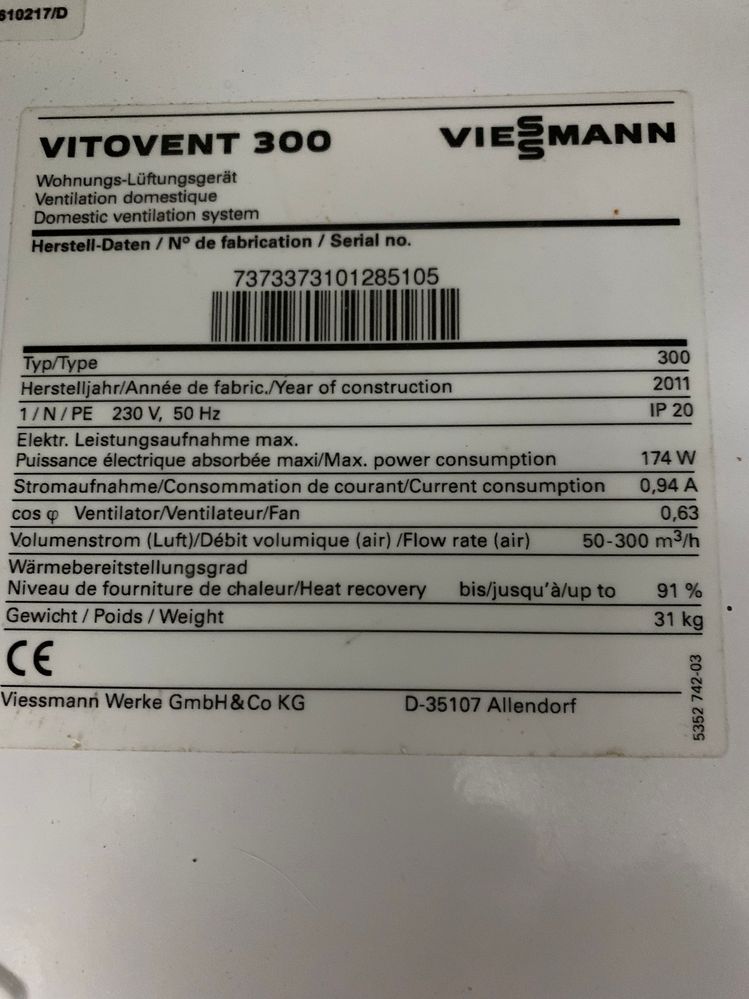 610217/D
VITOVENT 300 VIESSMANN
Wohnungs-Lüftungsgerät
Ventilation domestique
Domestic ventilation system
Herstell-Daten / Nº de fabrication / Serial no.
7373373101285105
Typ/Type 300
Herstelljahr/Année de fabric./Year of construction 2011
1/N/PE 230 V, 50 Hz IP 20
Elektr. Leistungsaufnahme max.
Puissance électrique absorbée maxi/Max. power consumption 174 W
Stromaufnahme/Consommation de courant/Current consumption 0,94 A
cos φ Ventilator/Ventilateur/Fan 0,63
Volumenstrom (Luft)/Débit volumique (air) /Flow rate (air) 50-300 m³/h
Wärmebereitstellungsgrad
Niveau de fourniture de chaleur/Heat recovery bis/jusqu'à/up to 91 %
Gewicht / Poids / Weight 31 kg
CE
Viessmann Werke GmbH&Co KG D-35107 Allendorf
5352 742-03